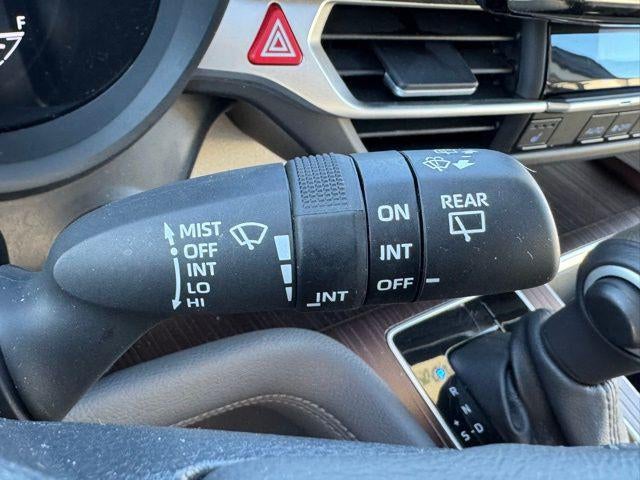 F
MIST
OFF
INT
LO
HI
INT
ON
INT
OFF
REAR
R
N
D
+
S-D